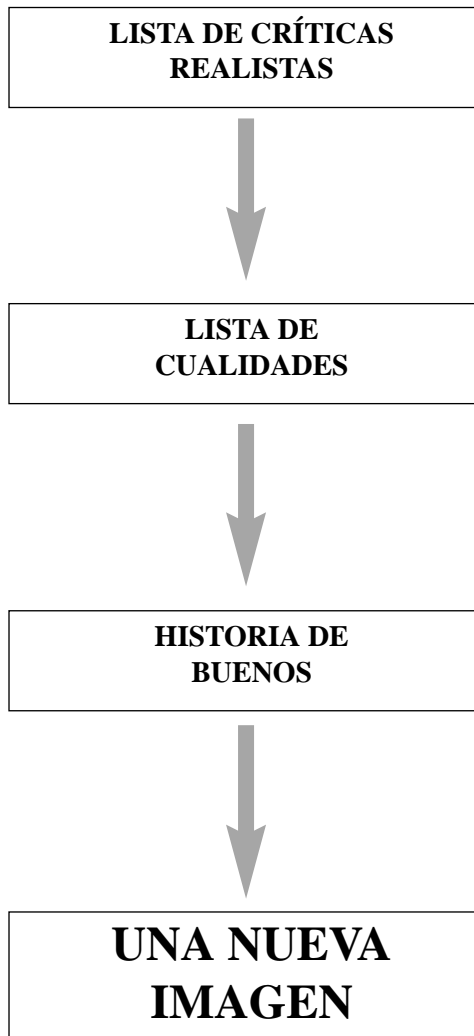 LISTA DE CRÍTICAS
REALISTAS
LISTA DE
CUALIDADES
HISTORIA DE
BUENOS
UNA NUEVA
IMAGEN